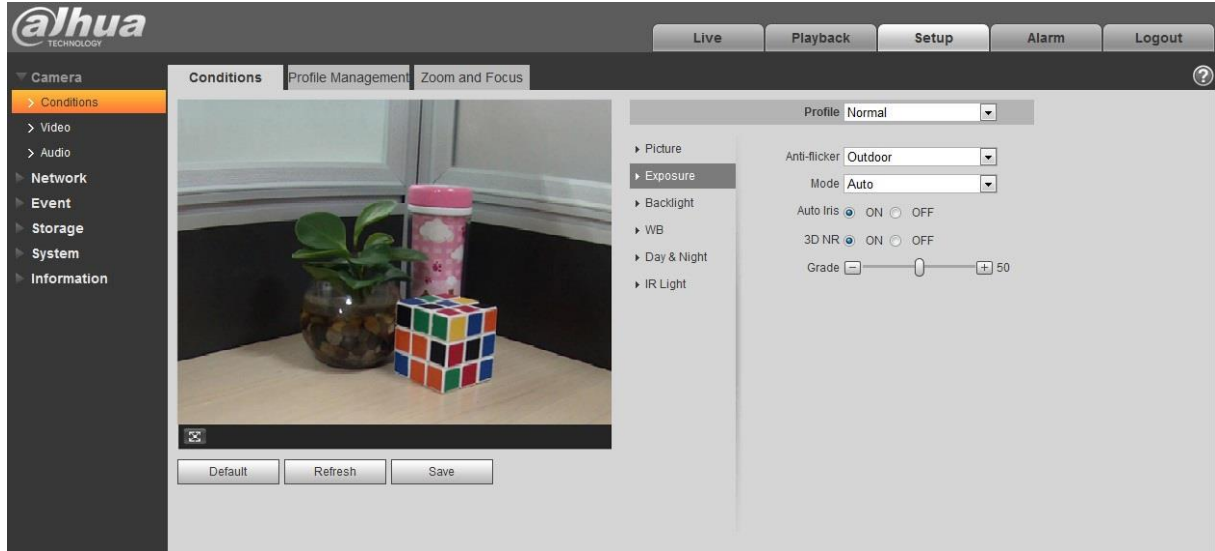 alhua
TECHNOLOGY
Live
Playback
Setup
Alarm
Logout
Camera
Conditions
Video
Audio
Network
Event
Storage
System
Information
Conditions
Profile Management
Zoom and Focus
?
Default
Refresh
Save
Picture
Exposure
Backlight
WB
Day & Night
IR Light
Profile Normal
Anti-flicker Outdoor
Mode Auto
Auto Iris ON OFF
3D NR ON OFF
Grade - + 50